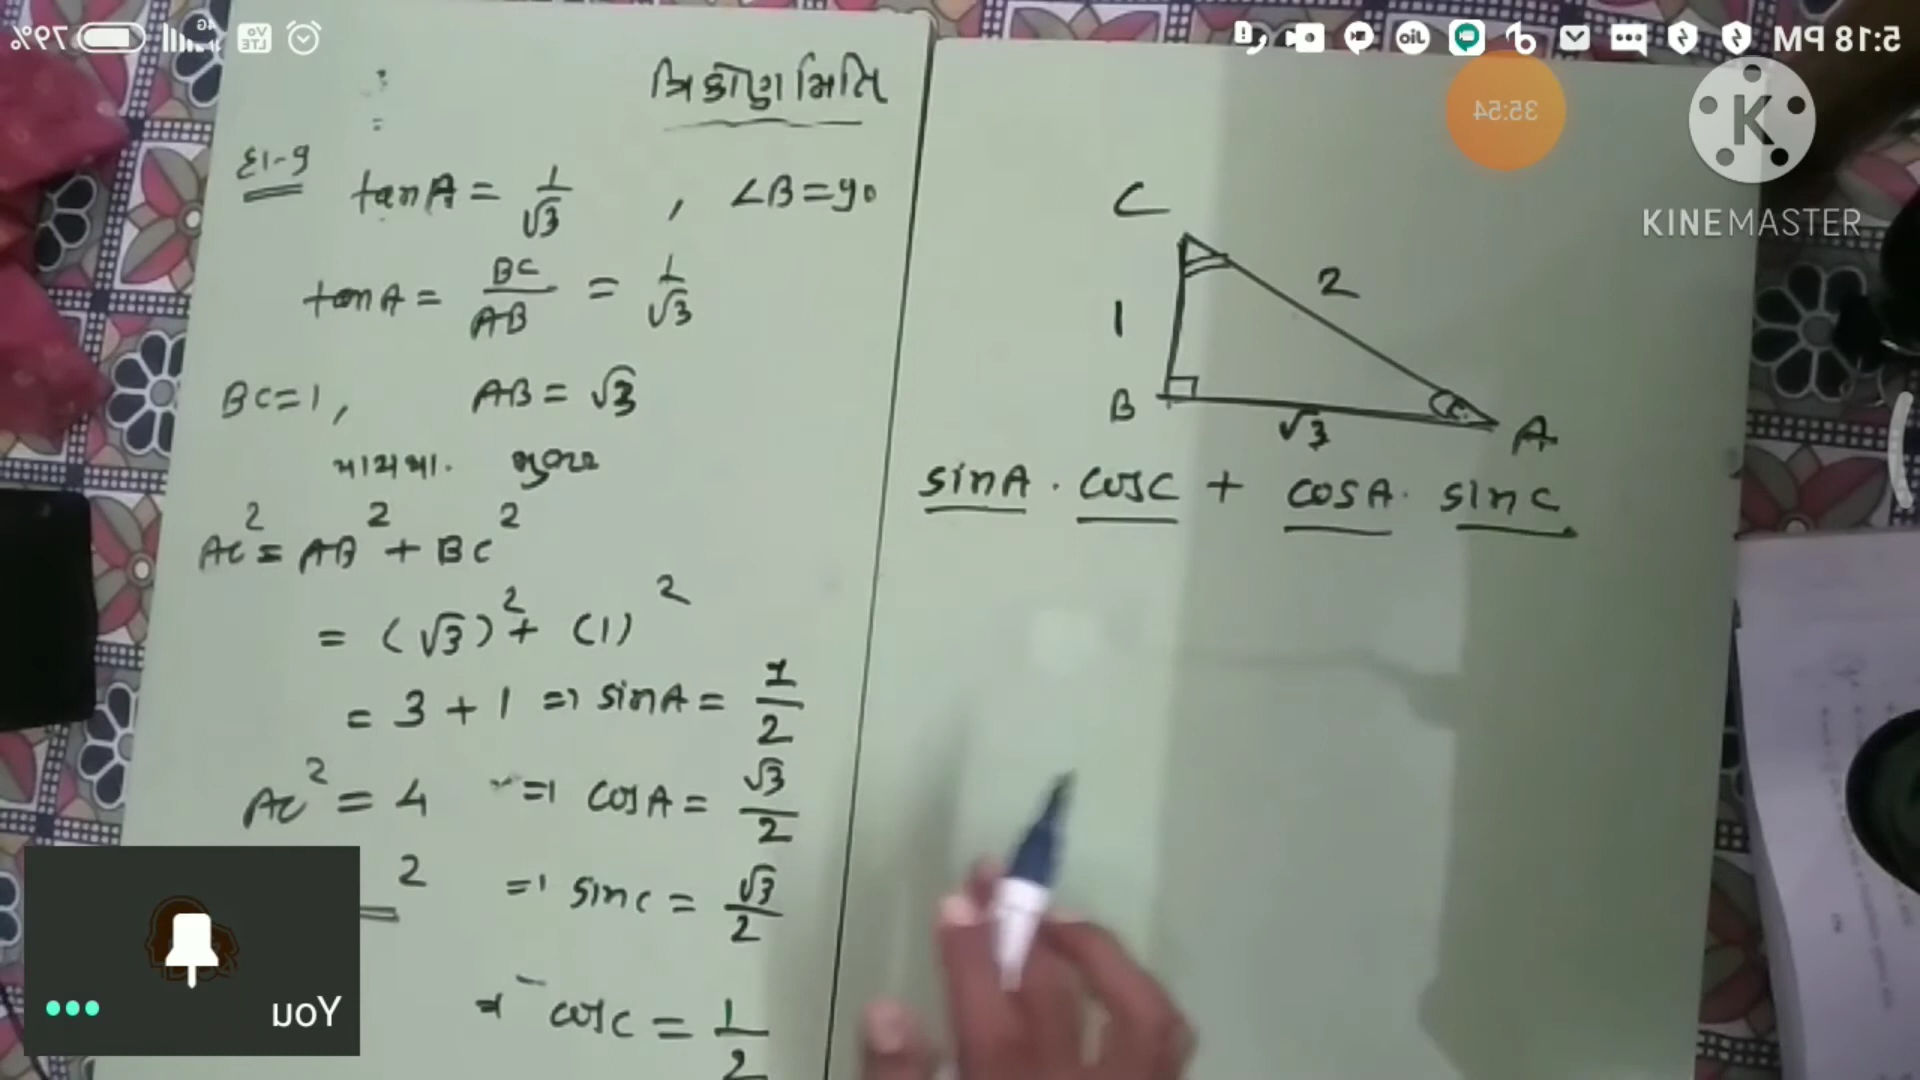 5:18 PM
79%
35:54
KINEMASTER
You
ત્રિકોણમિતિ
દા-9
tanA = 1/√3 , ∠B = 90
tanA = BC/AB = 1/√3
BC = 1, AB = √3
AC² = AB² + BC²
= (√3)² + (1)²
= 3 + 1 ⇒ sinA = 1/2
AC² = 4 ⇒ cosA = √3/2
2 ⇒ sinC = √3/2
⇒ cosC = 1/2
C
2
1
B
√3
A
sinA · cosC + cosA · sinC